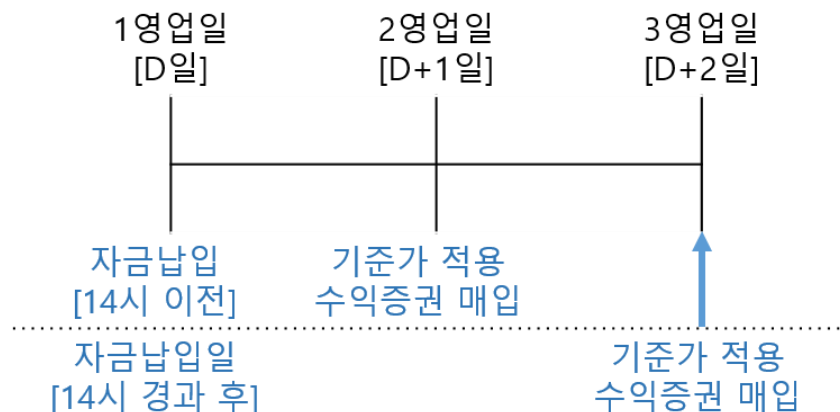 1영업일
[D일]
2영업일
[D+1일]
3영업일
[D+2일]
자금납입
[14시 이전]
기준가 적용
수익증권 매입
자금납입일
[14시 경과 후]
기준가 적용
수익증권 매입